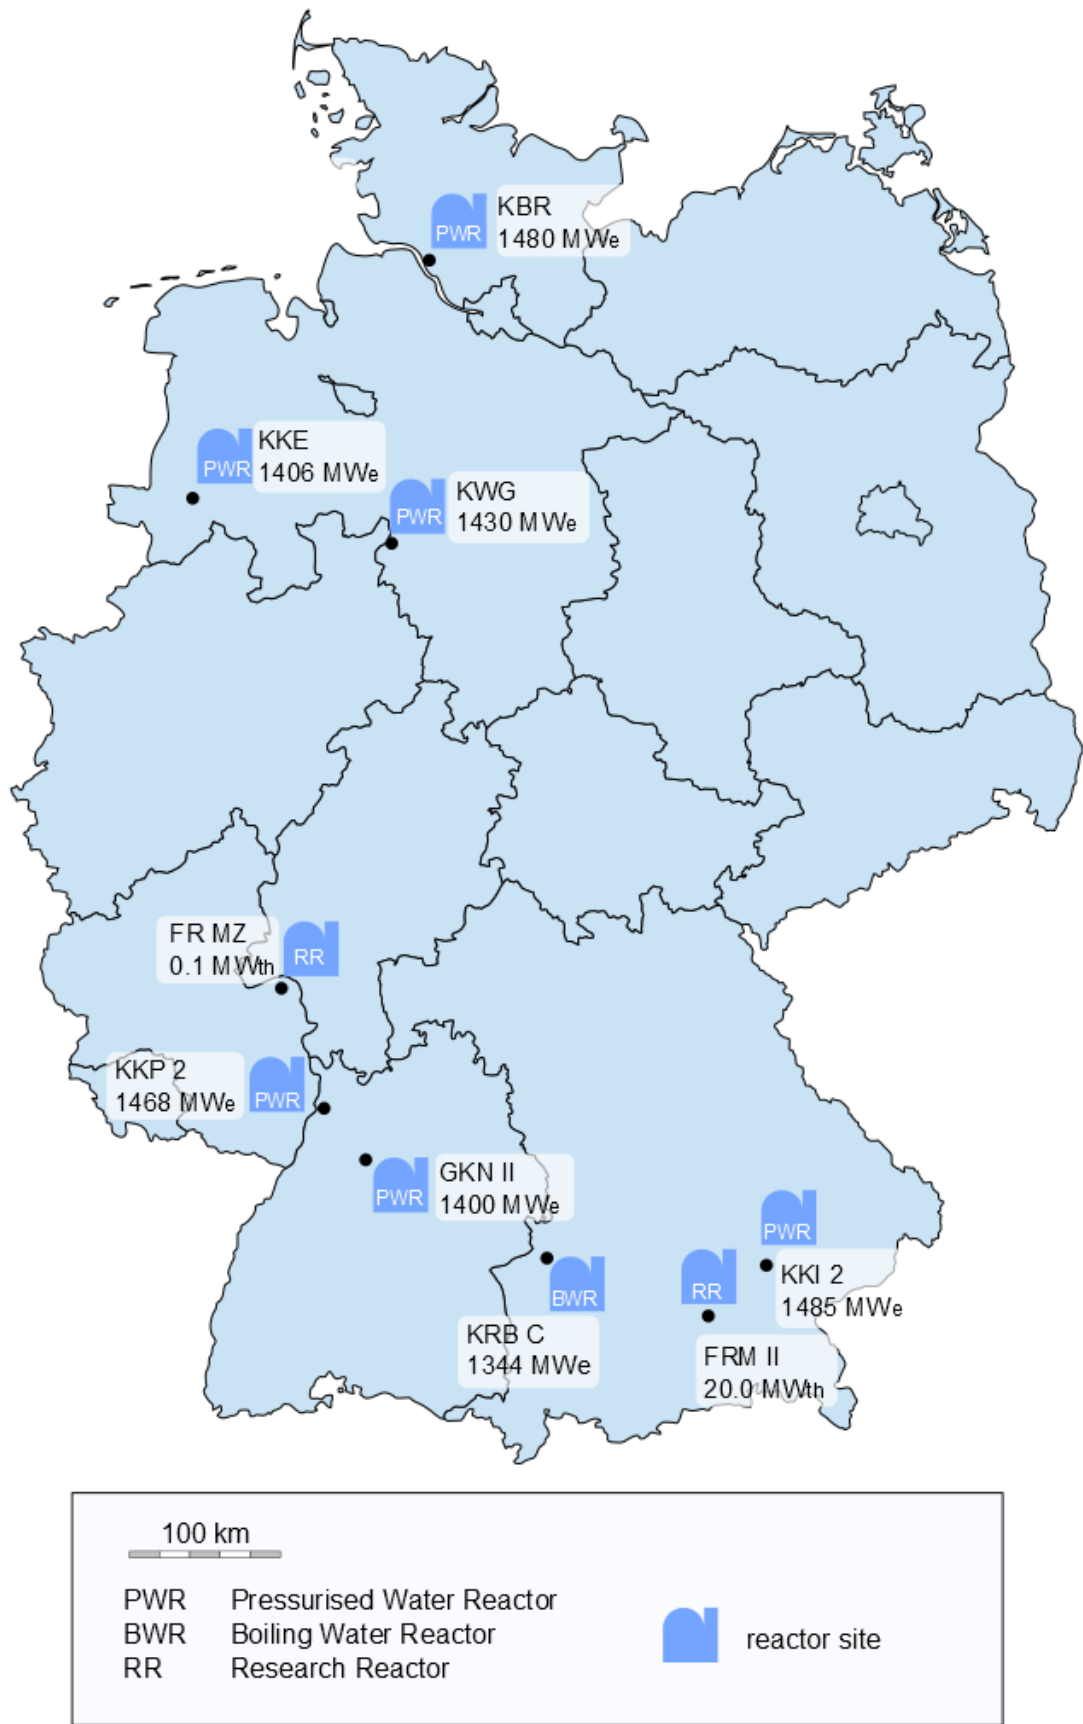 KBR
PWR
1480 MWe
KKE
PWR
1406 MWe
KWG
PWR
1430 MWe
FR MZ
RR
0.1 MWth
KKP 2
PWR
1468 MWe
GKN II
PWR
1400 MWe
PWR
KKI 2
1485 MWe
BWR
KRB C
1344 MWe
RR
FRM II
20.0 MWth
100 km
PWR Pressurised Water Reactor
BWR Boiling Water Reactor
RR Research Reactor
reactor site